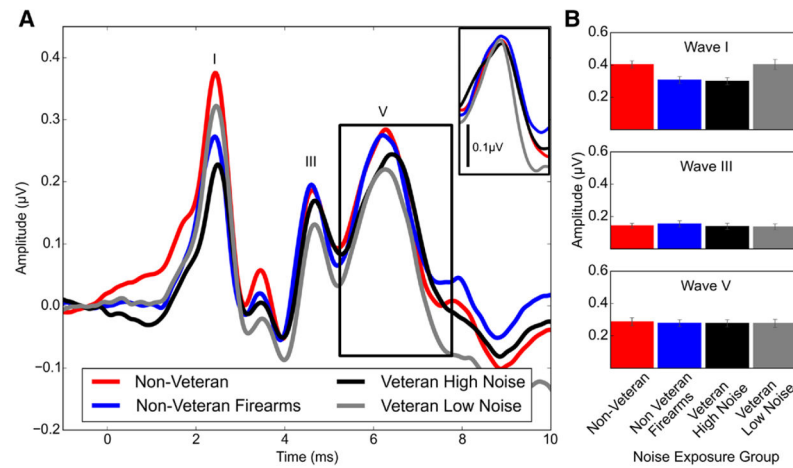 A
B
I
III
V
0.1μV
Amplitude (μV)
0.4
0.3
0.2
0.1
0.0
−0.1
−0.2
0
2
4
6
8
10
Time (ms)
Non-Veteran
Non-Veteran Firearms
Veteran High Noise
Veteran Low Noise
Amplitude (μV)
0.6
Wave I
0.4
0.2
0.6
Wave III
0.4
0.2
0.6
Wave V
0.4
0.2
Non-Veteran
Non Veteran
Firearms
Veteran
High Noise
Veteran
Low Noise
Noise Exposure Group